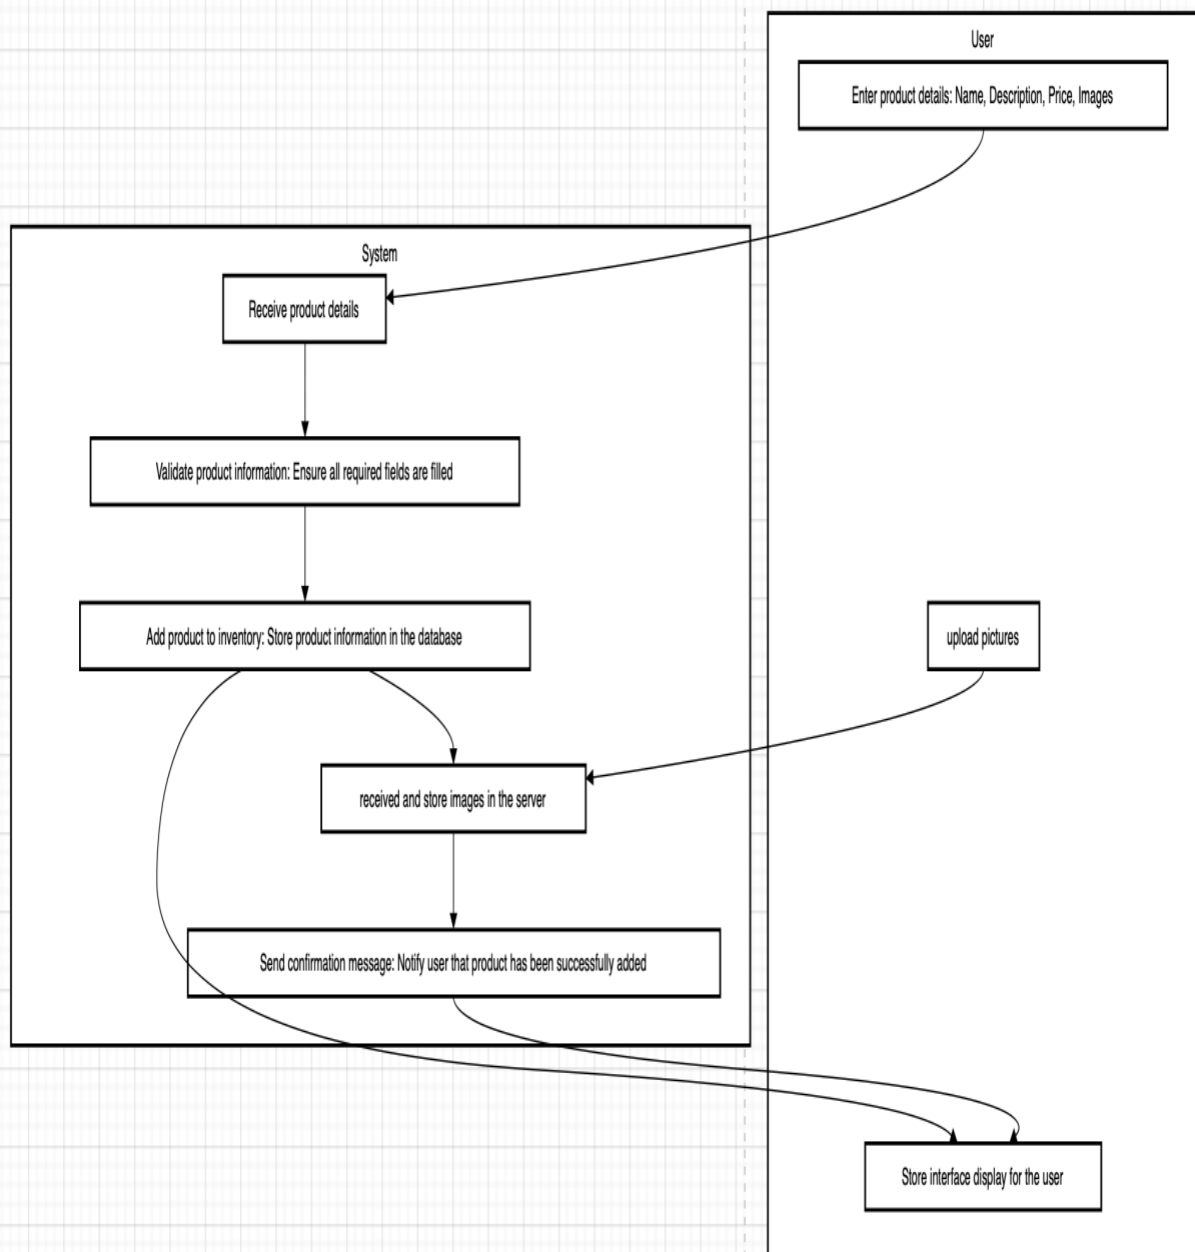 User
Enter product details: Name, Description, Price, Images
System
Receive product details
Validate product information: Ensure all required fields are filled
Add product to inventory: Store product information in the database
upload pictures
received and store images in the server
Send confirmation message: Notify user that product has been successfully added
Store interface display for the user